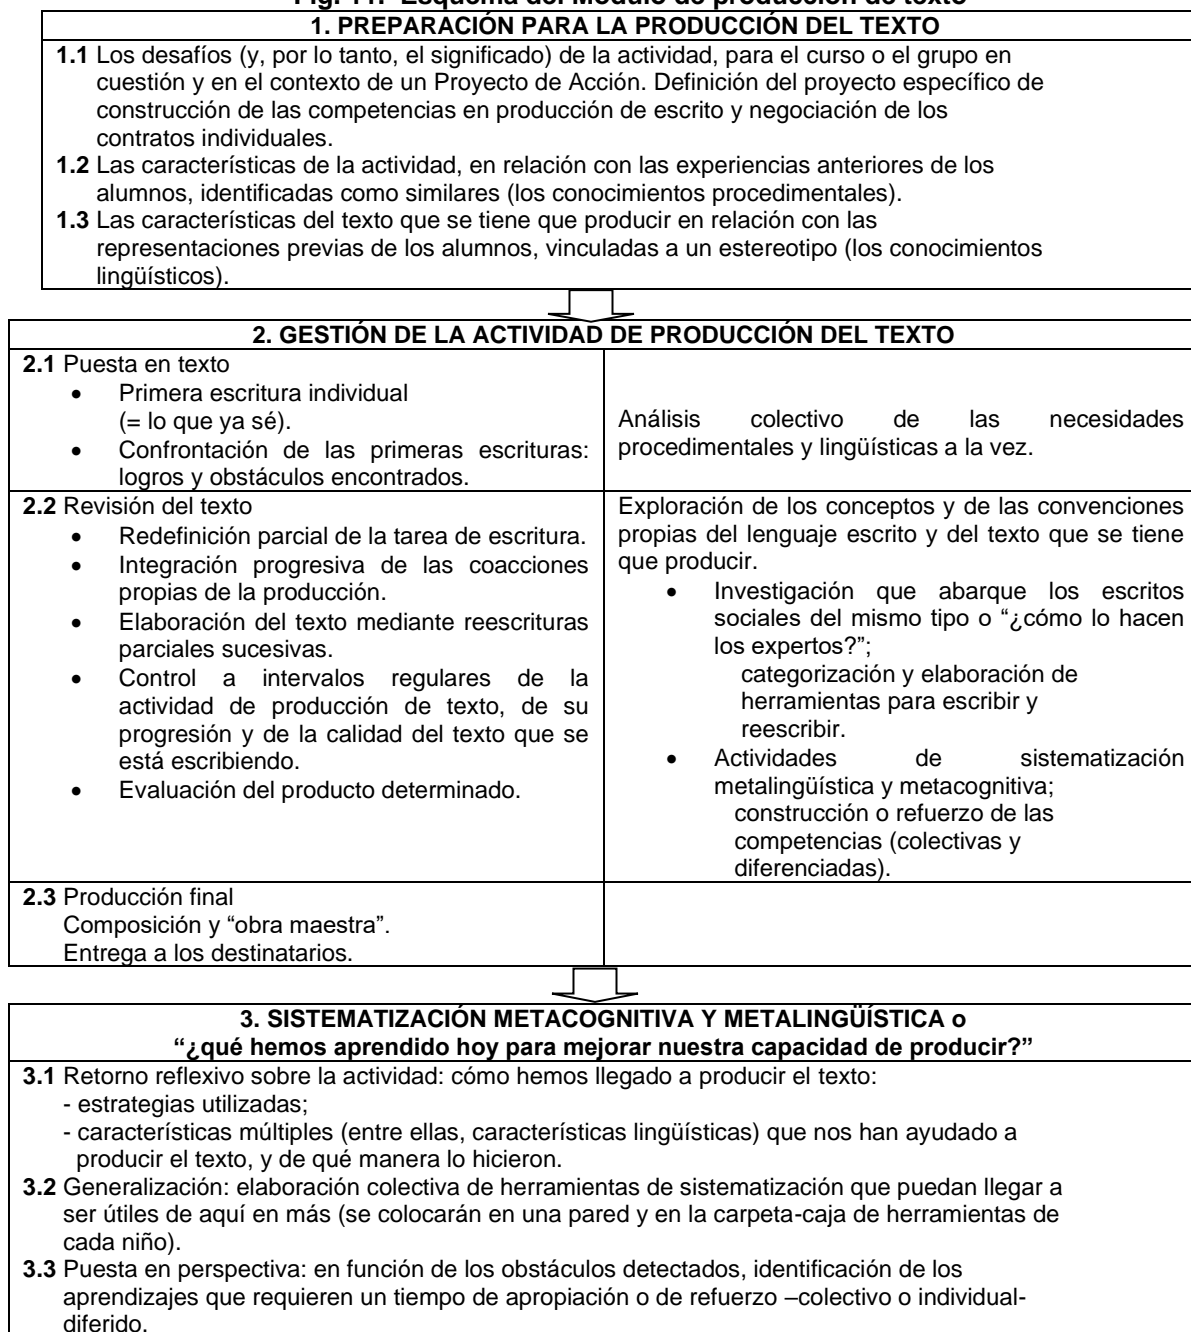 Fig. 11. Esquema del Módulo de producción de texto
1. PREPARACIÓN PARA LA PRODUCCIÓN DEL TEXTO
1.1 Los desafíos (y, por lo tanto, el significado) de la actividad, para el curso o el grupo en
cuestión y en el contexto de un Proyecto de Acción. Definición del proyecto específico de
construcción de las competencias en producción de escrito y negociación de los
contratos individuales.
1.2 Las características de la actividad, en relación con las experiencias anteriores de los
alumnos, identificadas como similares (los conocimientos procedimentales).
1.3 Las características del texto que se tiene que producir en relación con las
representaciones previas de los alumnos, vinculadas a un estereotipo (los conocimientos
lingüísticos).
2. GESTIÓN DE LA ACTIVIDAD DE PRODUCCIÓN DEL TEXTO
2.1 Puesta en texto
• Primera escritura individual
(= lo que ya sé).
• Confrontación de las primeras escrituras:
logros y obstáculos encontrados.
Análisis colectivo de las necesidades
procedimentales y lingüísticas a la vez.
2.2 Revisión del texto
• Redefinición parcial de la tarea de escritura.
• Integración progresiva de las coacciones
propias de la producción.
• Elaboración del texto mediante reescrituras
parciales sucesivas.
• Control a intervalos regulares de la
actividad de producción de texto, de su
progresión y de la calidad del texto que se
está escribiendo.
• Evaluación del producto determinado.
Exploración de los conceptos y de las convenciones
propias del lenguaje escrito y del texto que se tiene
que producir.
• Investigación que abarque los escritos
sociales del mismo tipo o “¿cómo lo hacen
los expertos?”;
categorización y elaboración de
herramientas para escribir y
reescribir.
• Actividades de sistematización
metalingüística y metacognitiva;
construcción o refuerzo de las
competencias (colectivas y
diferenciadas).
2.3 Producción final
Composición y “obra maestra”.
Entrega a los destinatarios.
3. SISTEMATIZACIÓN METACOGNITIVA Y METALINGÜÍSTICA o
“¿qué hemos aprendido hoy para mejorar nuestra capacidad de producir?”
3.1 Retorno reflexivo sobre la actividad: cómo hemos llegado a producir el texto:
- estrategias utilizadas;
- características múltiples (entre ellas, características lingüísticas) que nos han ayudado a
producir el texto, y de qué manera lo hicieron.
3.2 Generalización: elaboración colectiva de herramientas de sistematización que puedan llegar a
ser útiles de aquí en más (se colocarán en una pared y en la carpeta-caja de herramientas de
cada niño).
3.3 Puesta en perspectiva: en función de los obstáculos detectados, identificación de los
aprendizajes que requieren un tiempo de apropiación o de refuerzo –colectivo o individual-
diferido.